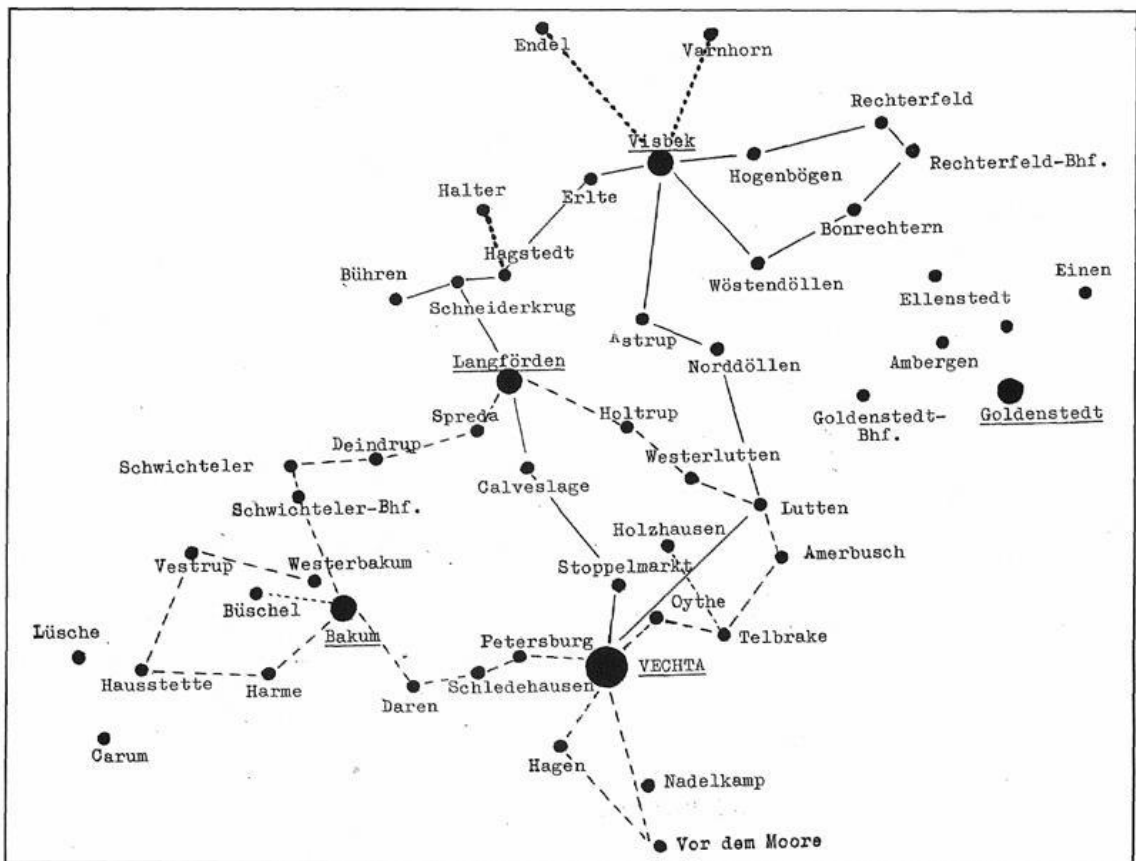 Endel
Varnhorn
Rechterfeld
Visbek
Hogenbögen
Rechterfeld-Bhf.
Halter
Erlte
Bonrechtern
Hagstedt
Einen
Bühren
Wöstendöllen
Ellenstedt
Schneiderkrug
Astrup
Norddöllen
Ambergen
Langförden
Spreda
Holtrup
Goldenstedt-
Bhf.
Goldenstedt
Deindrup
Schwichteler
Westerlutten
Calveslage
Schwichteler-Bhf.
Lutten
Holzhausen
Amerbusch
Vestrup
Westerbakum
Stoppelmarkt
Büschel
Oythe
Lüsche
Bakum
Petersburg
Telbrake
VECHTA
Hausstette
Harme
Daren
Schledehausen
Carum
Hagen
Nadelkamp
Vor dem Moore